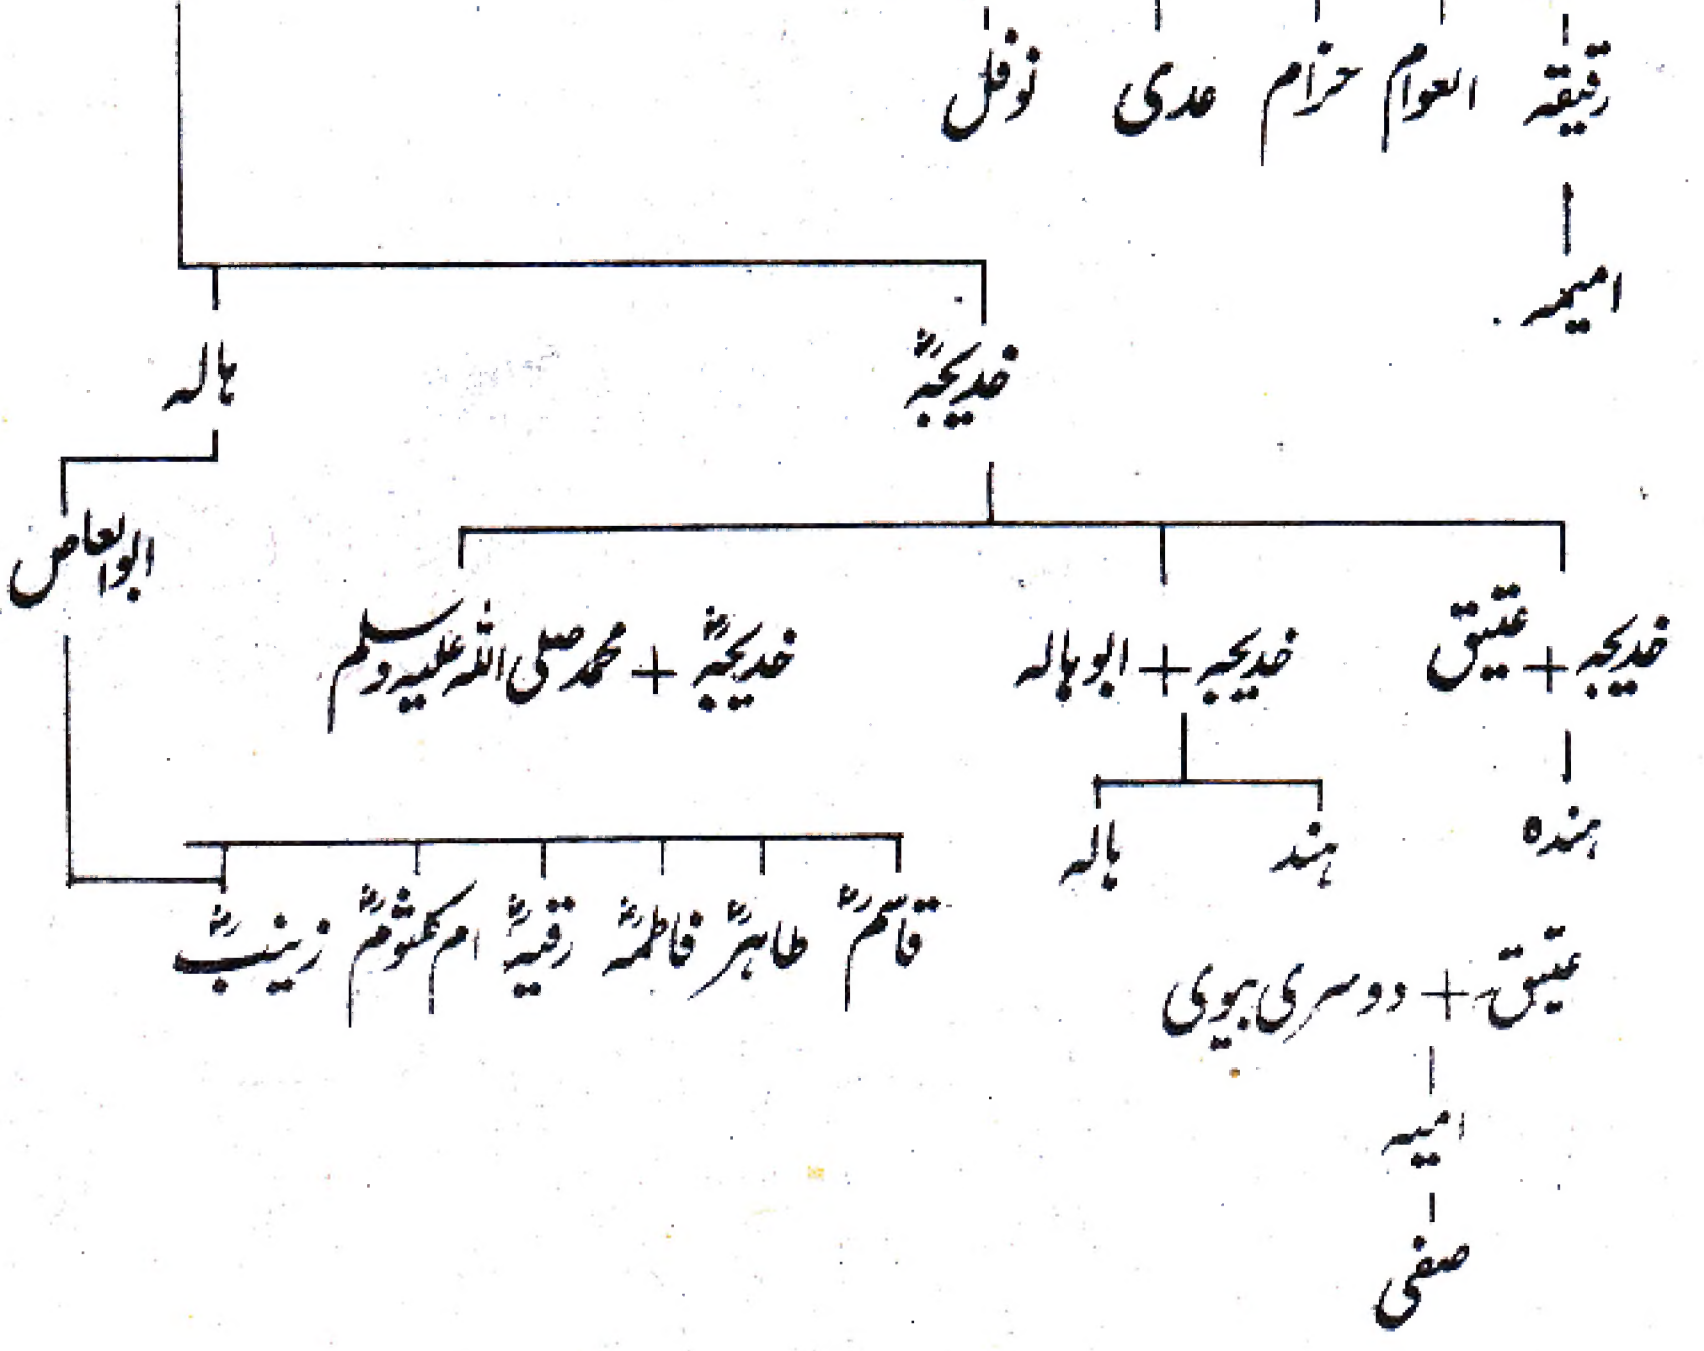 رقیقہ العوام حزام عدی نوفل
امیمہ
خدیجہؓ ہالہ
ابوالعاص
خدیجہ + عتیق خدیجہ + ابوہالہ خدیجہؓ + محمد صلی اللہ علیہ وسلم
ہندہ ہند ہالہ
قاسمؓ طاہرؓ فاطمہؓ رقیہؓ ام کلثومؓ زینبؓ
عتیق + دوسری بیوی
امیہ
صفی